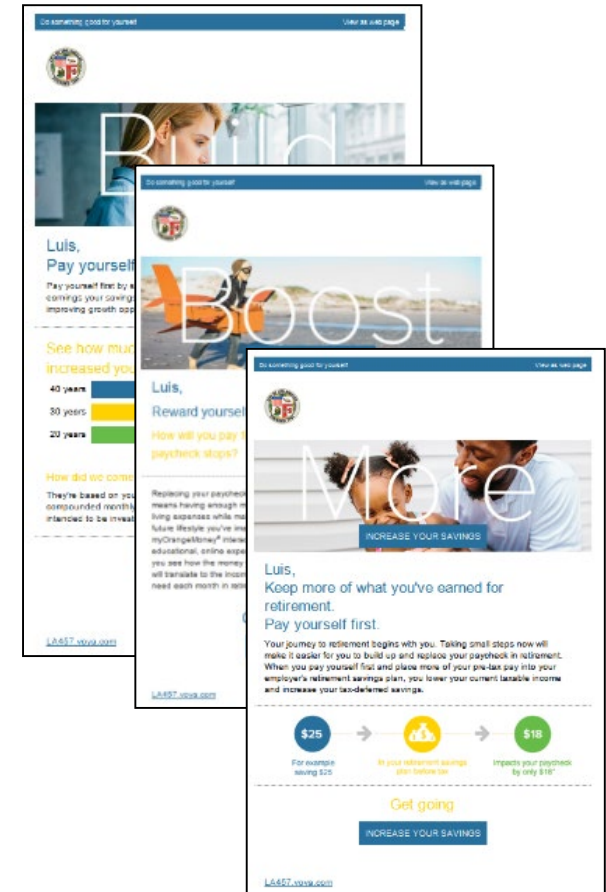 Do something good for yourself View as web page
Build
Luis,
Pay yourself
Pay yourself first by
earnings your saving
improving growth opp
See how muc
increased you
40 years
30 years
20 years
How did we come
They're based on you
compounded monthly
intended to be invest
LA457.voya.com
Do something good for yourself View as web page
Boost
Luis,
Reward yoursel
How will you pay
paycheck stops?
Replacing your paycheck
means having enough m
living expenses while ma
future lifestyle you've
myOrangeMoney® interac
educational, online expe
you see how the money
will translate to the incom
need each month in retir
LA457.voya.com
Do something good for yourself View as web page
More
INCREASE YOUR SAVINGS
Luis,
Keep more of what you've earned for
retirement.
Pay yourself first.
Your journey to retirement begins with you. Taking small steps now will
make it easier for you to build up and replace your paycheck in retirement.
When you pay yourself first and place more of your pre-tax pay into your
employer's retirement savings plan, you lower your current taxable income
and increase your tax-deferred savings.
$25 $18
For example In your retirement savings Impacts your paycheck
saving $25 plan before tax by only $18*
Get going
INCREASE YOUR SAVINGS
LA457.voya.com